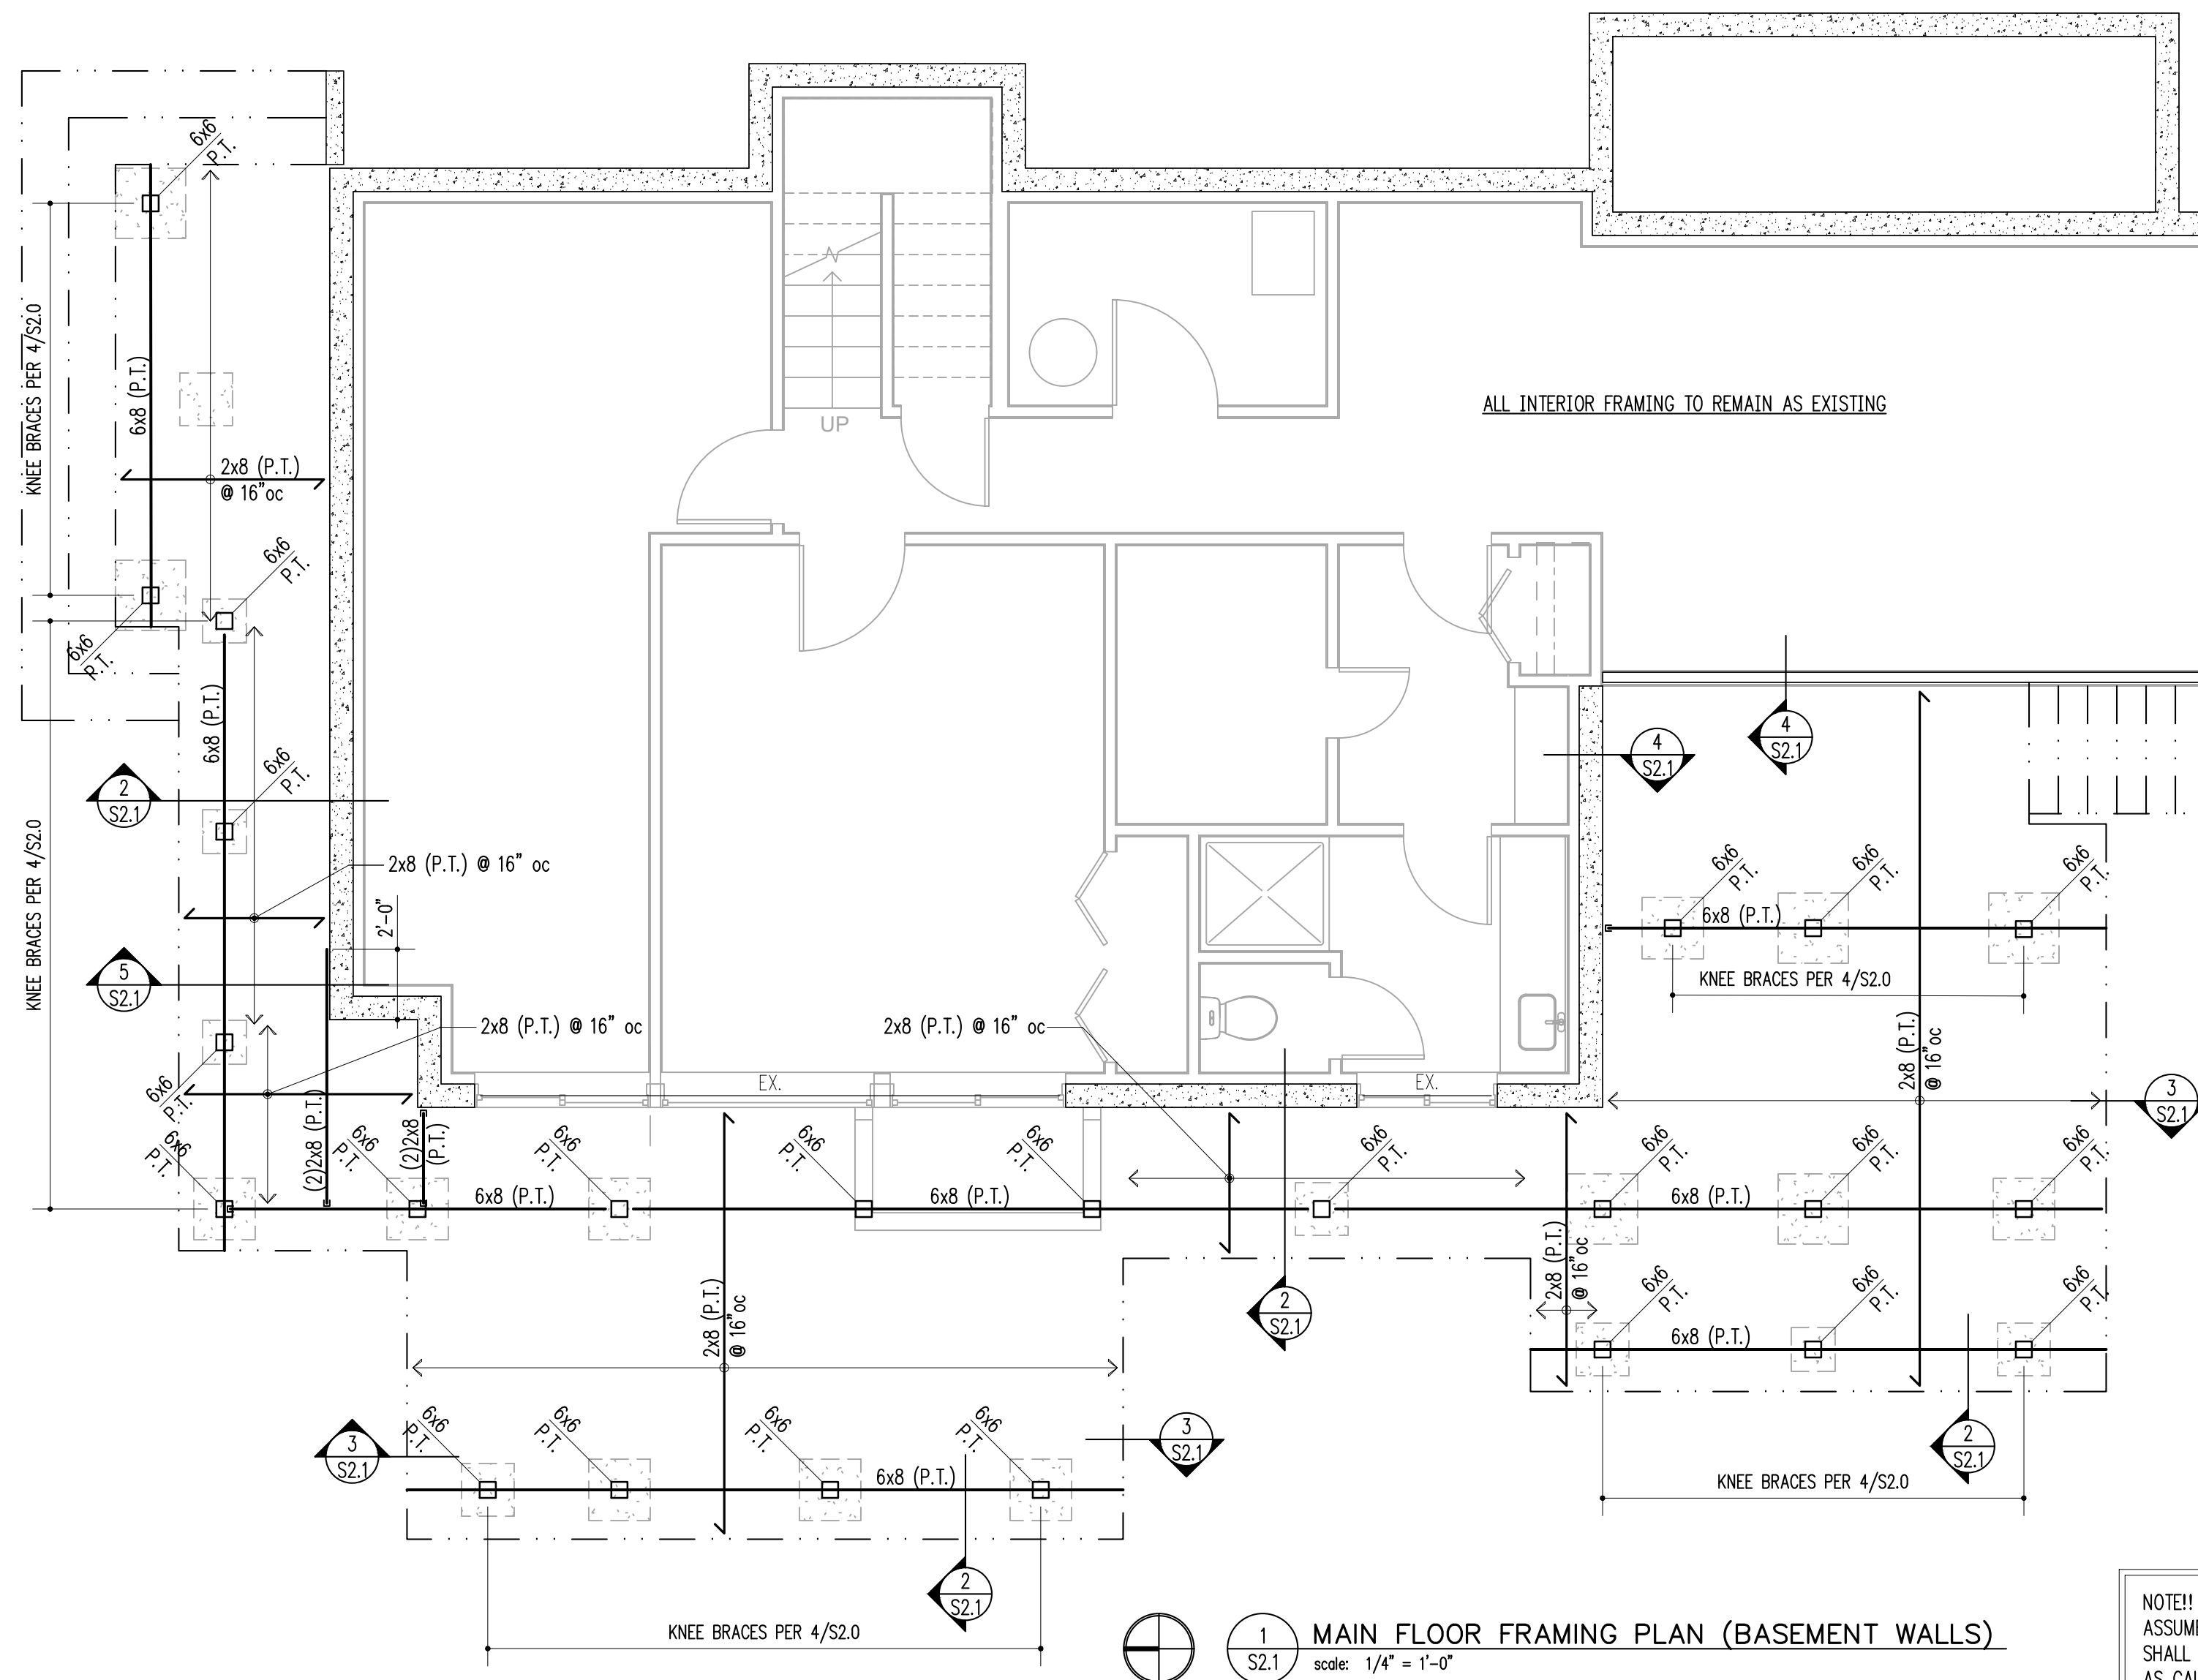 6x6
P.T.
KNEE BRACES PER 4/S2.0
6x8 (P.T.)
2x8 (P.T.)
@ 16"oc
UP
ALL INTERIOR FRAMING TO REMAIN AS EXISTING
6x6
P.T.
6x6
P.T.
6x8 (P.T.)
6x6
P.T.
2
S2.1
KNEE BRACES PER 4/S2.0
2x8 (P.T.) @ 16" oc
2'-0"
5
S2.1
2x8 (P.T.) @ 16" oc
2x8 (P.T.) @ 16" oc
4
S2.1
4
S2.1
6x6
P.T.
6x6
P.T.
6x6
P.T.
6x8 (P.T.)
KNEE BRACES PER 4/S2.0
2x8 (P.T.)
@ 16"oc
3
S2.1
EX.
EX.
6x6
P.T.
6x6
P.T.
(2)2x8 (P.T.)
6x6
P.T.
(2)2x8
(P.T.)
6x6
P.T.
6x6
P.T.
6x6
P.T.
6x6
P.T.
6x6
P.T.
6x6
P.T.
6x6
P.T.
6x8 (P.T.)
6x8 (P.T.)
6x8 (P.T.)
2x8 (P.T.)
@ 16"oc
2x8 (P.T.)
@ 16"oc
2
S2.1
6x6
P.T.
6x6
P.T.
6x6
P.T.
6x8 (P.T.)
3
S2.1
6x6
P.T.
6x6
P.T.
6x6
P.T.
6x6
P.T.
6x8 (P.T.)
3
S2.1
2
S2.1
KNEE BRACES PER 4/S2.0
2
S2.1
KNEE BRACES PER 4/S2.0
1
S2.1
MAIN FLOOR FRAMING PLAN (BASEMENT WALLS)
scale: 1/4" = 1'-0"
NOTE!!
SHALL